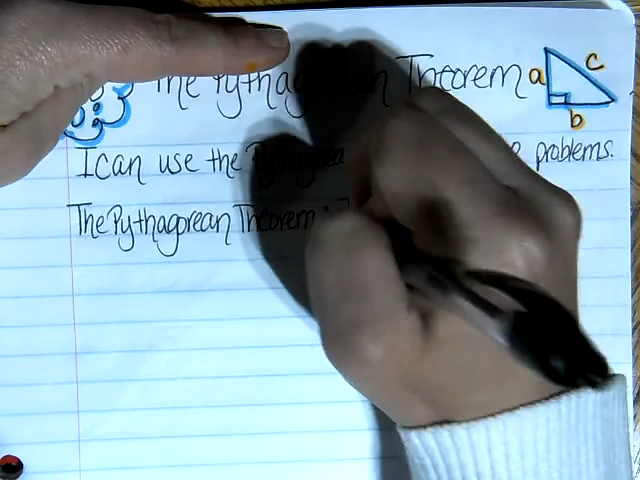 The Pythagorean Theorem a c
b
I can use the problems.
The Pythagorean Theorem :